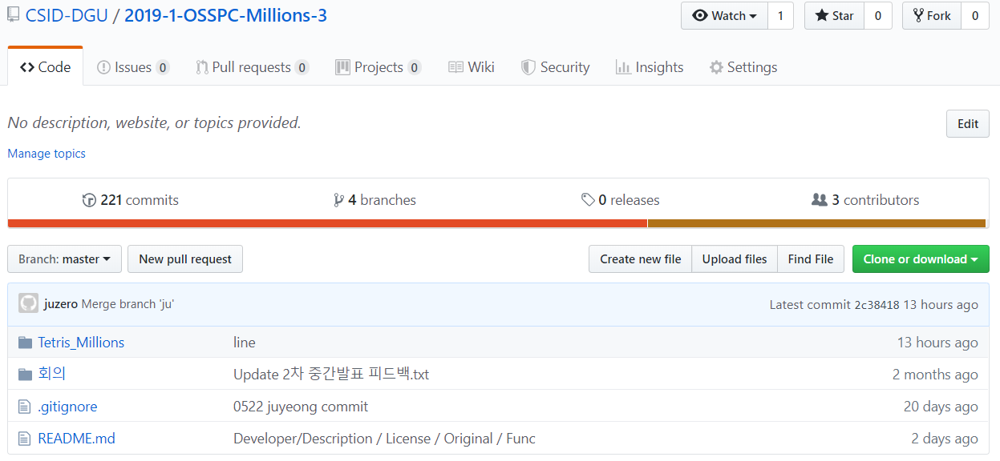 CSID-DGU / 2019-1-OSSPC-Millions-3
Watch 1 Star 0 Fork 0
Code Issues 0 Pull requests 0 Projects 0 Wiki Security Insights Settings
No description, website, or topics provided.
Edit
Manage topics
221 commits 4 branches 0 releases 3 contributors
Branch: master New pull request Create new file Upload files Find File Clone or download
juzero Merge branch 'ju' Latest commit 2c38418 13 hours ago
Tetris_Millions line 13 hours ago
회의 Update 2차 중간발표 피드백.txt 2 months ago
.gitignore 0522 juyeong commit 20 days ago
README.md Developer/Description / License / Original / Func 2 days ago